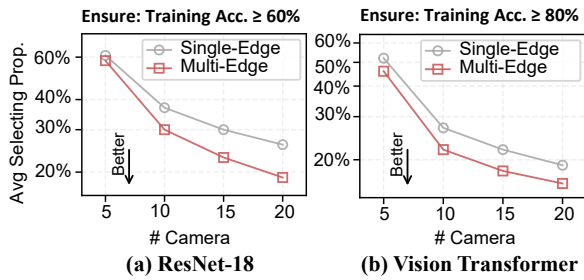 Ensure: Training Acc. ≥ 60%
Avg Selecting Prop.
60%
40%
30%
20%
Single-Edge
Multi-Edge
Better
5 10 15 20
# Camera
(a) ResNet-18
Ensure: Training Acc. ≥ 80%
60%
50%
40%
30%
20%
Single-Edge
Multi-Edge
Better
5 10 15 20
# Camera
(b) Vision Transformer